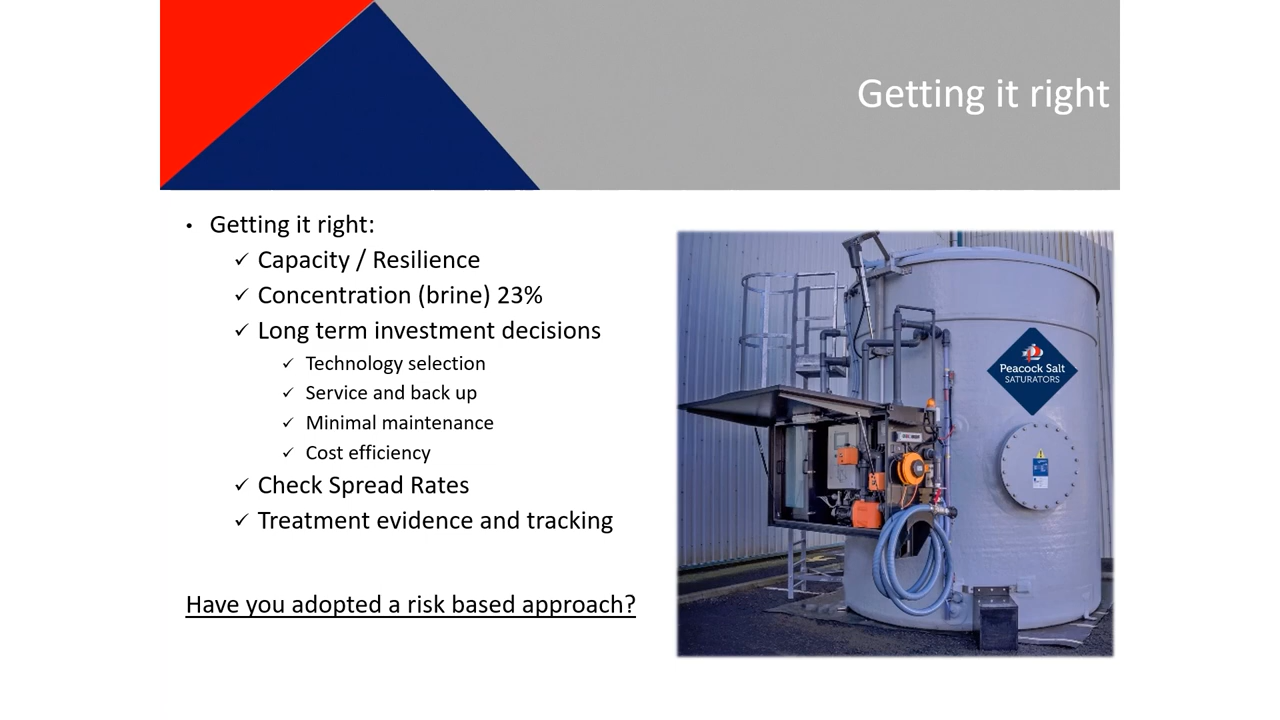 Getting it right
• Getting it right:
✓ Capacity / Resilience
✓ Concentration (brine) 23%
✓ Long term investment decisions
✓ Technology selection
✓ Service and back up
✓ Minimal maintenance
✓ Cost efficiency
✓ Check Spread Rates
✓ Treatment evidence and tracking
Have you adopted a risk based approach?
Peacock Salt
SATURATORS